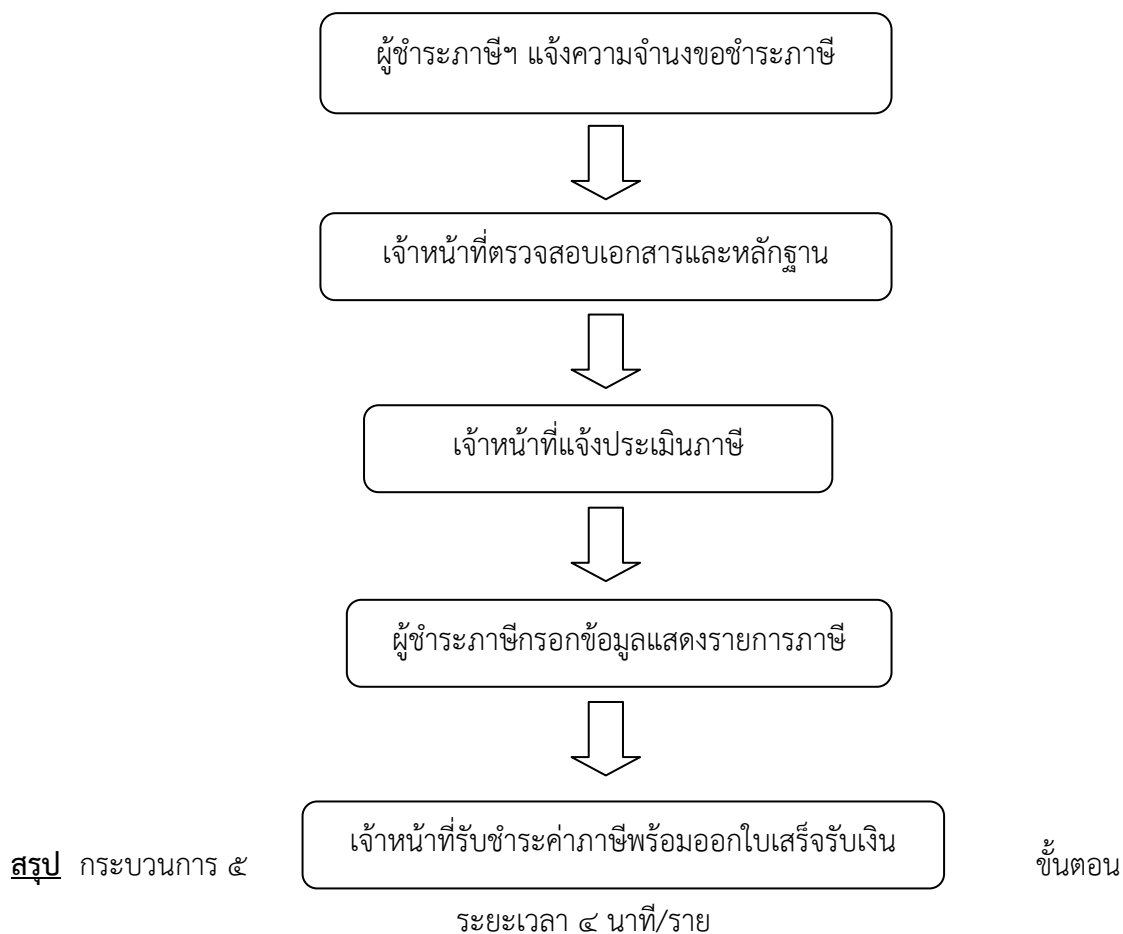 ผู้ชำระภาษีฯ แจ้งความจำนงขอชำระภาษี
เจ้าหน้าที่ตรวจสอบเอกสารและหลักฐาน
เจ้าหน้าที่แจ้งประเมินภาษี
ผู้ชำระภาษีกรอกข้อมูลแสดงรายการภาษี
เจ้าหน้าที่รับชำระค่าภาษีพร้อมออกใบเสร็จรับเงิน
สรุป กระบวนการ ๕ ขั้นตอน
ระยะเวลา ๔ นาที/ราย